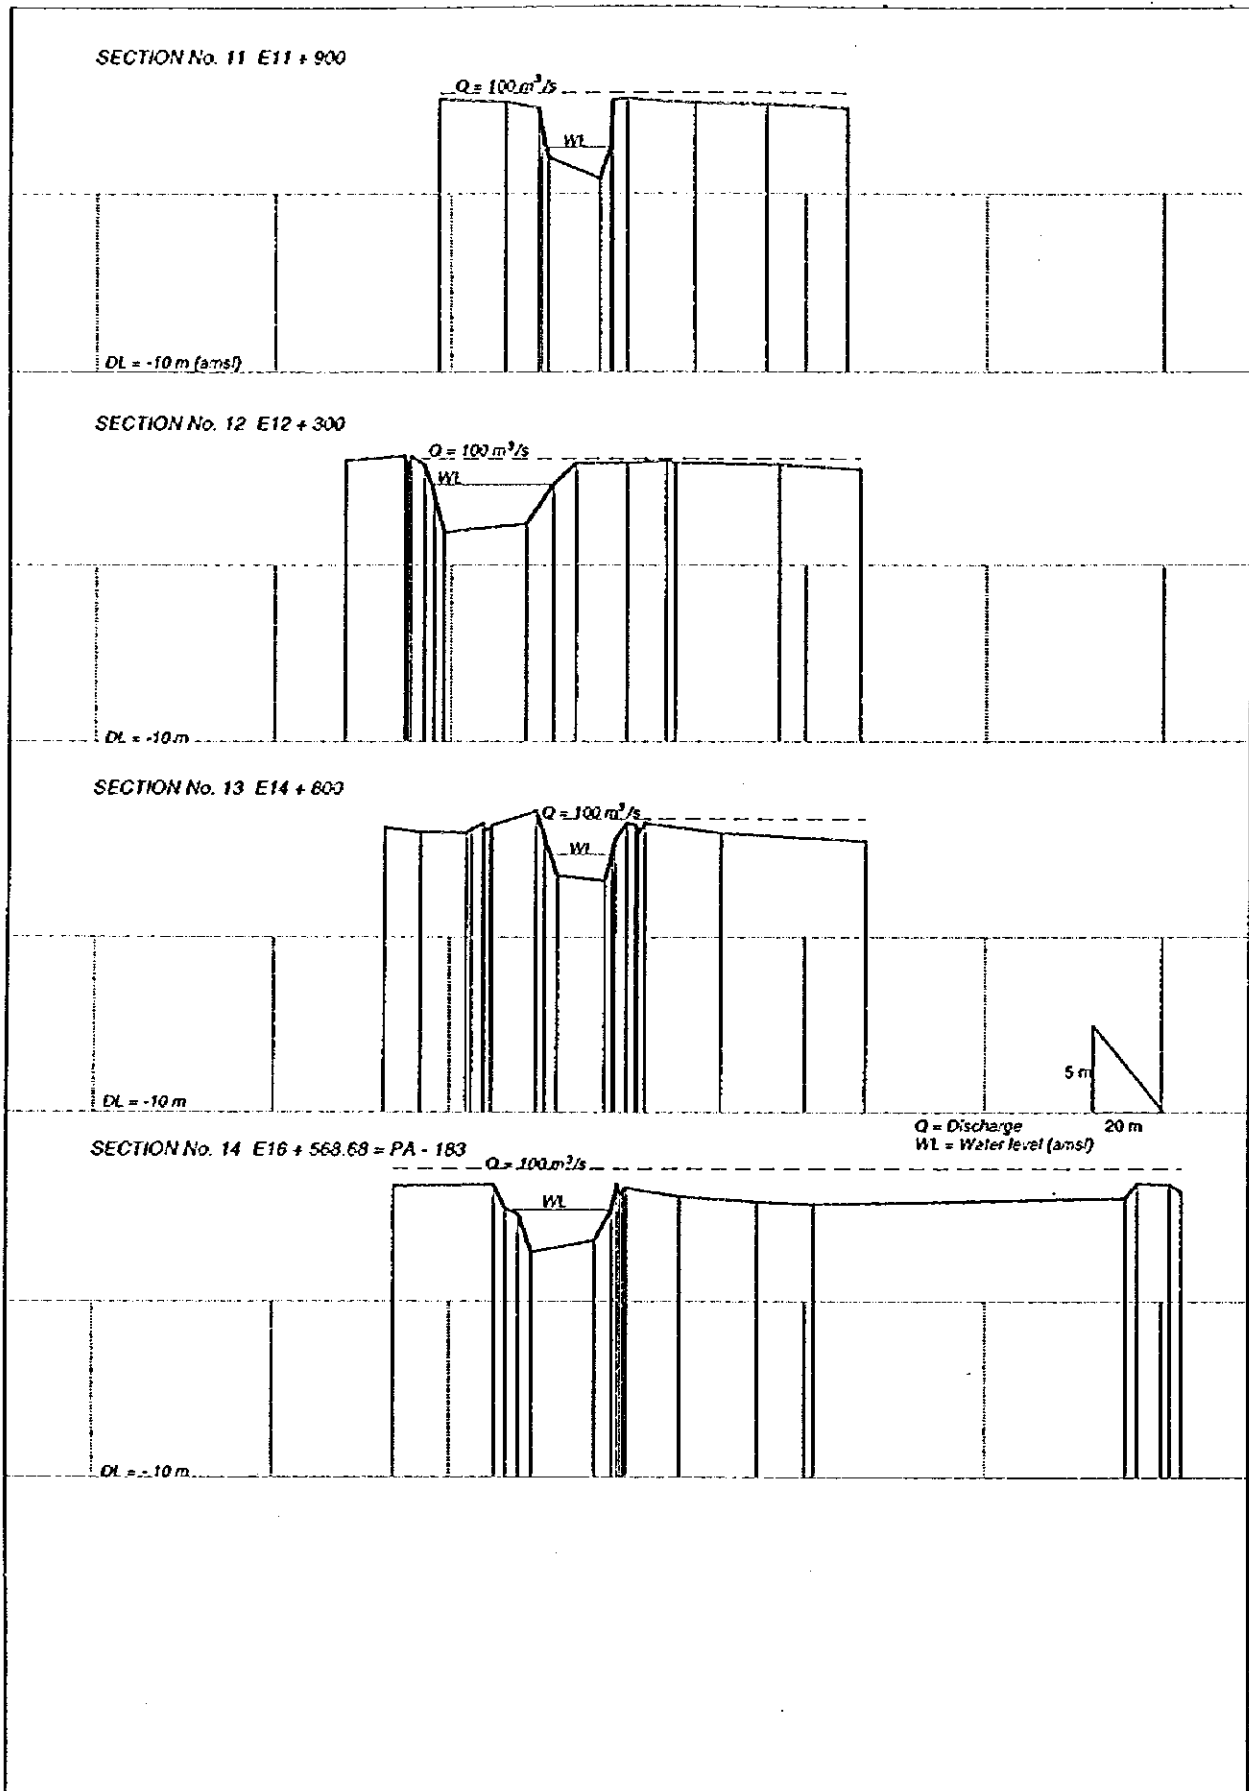 SECTION No. 11 E11 + 900
Q = 100 m³/s
WL
DL = -10 m (amsl)
SECTION No. 12 E12 + 300
Q = 100 m³/s
WL
DL = -10 m
SECTION No. 13 E14 + 800
Q = 100 m³/s
WL
5 m
DL = -10 m
Q = Discharge 20 m
WL = Water level (amsl)
SECTION No. 14 E16 + 568.68 = PA - 183
Q = 100 m³/s
WL
DL = - 10 m